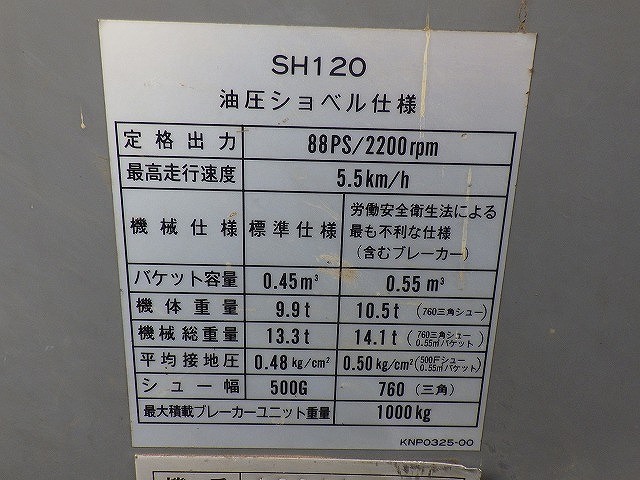 SH120
油圧ショベル仕様
定格出力 88PS/2200rpm
最高走行速度 5.5km/h
機械仕様 標準仕様 労働安全衛生法による
最も不利な仕様
(含むブレーカー)
バケット容量 0.45m³ 0.55m³
機体重量 9.9t 10.5t (760三角シュー)
機械総重量 13.3t 14.1t (760三角シュー
0.55㎥バケット)
平均接地圧 0.48kg/cm² 0.50kg/cm² (500Fシュー
0.55㎥バケット)
シュー幅 500G 760(三角)
最大積載ブレーカーユニット重量 1000kg
KNP0325-00